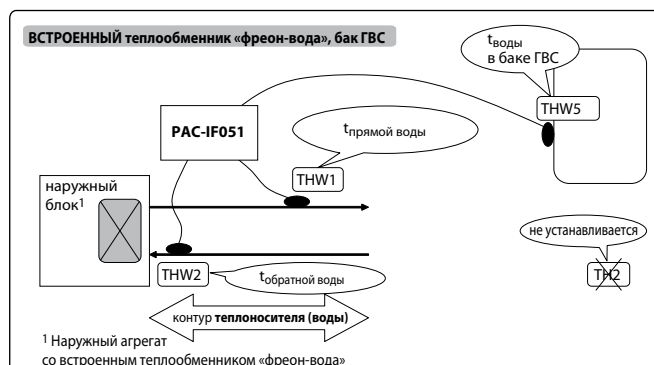 ВСТРОЕННЫЙ теплообменник «фреон-вода», бак ГВС
tводы
в баке ГВС
THW5
PAC-IF051
tпрямой воды
THW1
наружный
блок1
не устанавливается
TH2
THW2
tобратной воды
контур теплоносителя (воды)
1 Наружный агрегат
со встроенным теплообменником «фреон-вода»